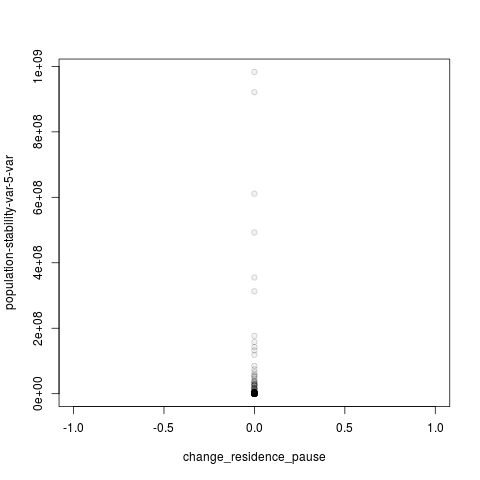 population-stability-var-5-var
1e+09
8e+08
6e+08
4e+08
2e+08
0e+00
-1.0 -0.5 0.0 0.5 1.0
change_residence_pause